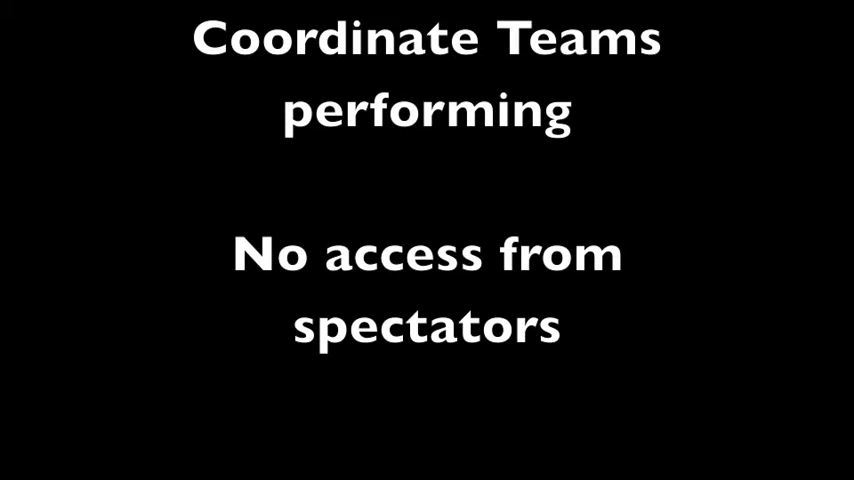 Coordinate Teams
performing
No access from
spectators